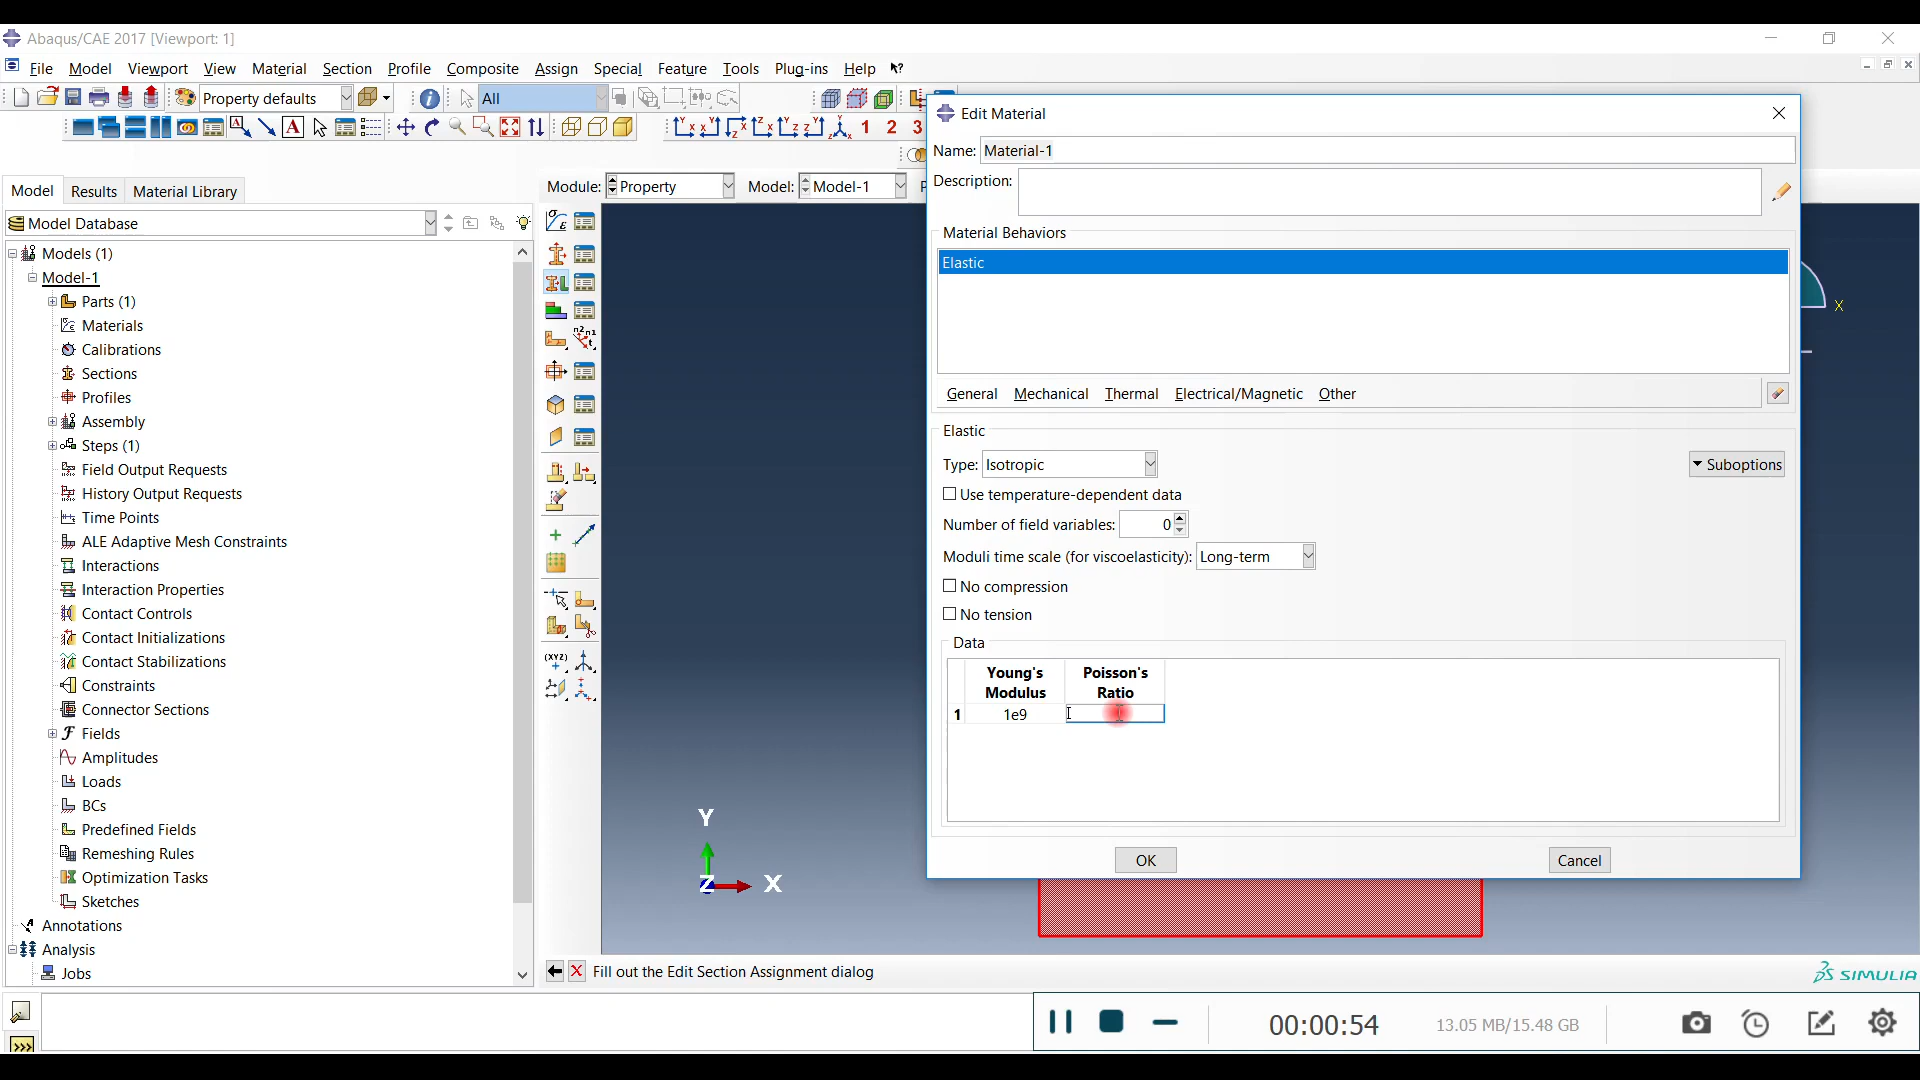 Abaqus/CAE 2017 [Viewport: 1]
File Model Viewport View Material Section Profile Composite Assign Special Feature Tools Plug-ins Help
Property defaults
All
1 2 3
Model Results Material Library
Module: Property Model: Model-1
Model Database
Models (1)
Model-1
Parts (1)
Materials
Calibrations
Sections
Profiles
Assembly
Steps (1)
Field Output Requests
History Output Requests
Time Points
ALE Adaptive Mesh Constraints
Interactions
Interaction Properties
Contact Controls
Contact Initializations
Contact Stabilizations
Constraints
Connector Sections
Fields
Amplitudes
Loads
BCs
Predefined Fields
Remeshing Rules
Optimization Tasks
Sketches
Annotations
Analysis
Jobs
Edit Material
Name: Material-1
Description:
Material Behaviors
Elastic
General Mechanical Thermal Electrical/Magnetic Other
Elastic
Type: Isotropic
Suboptions
Use temperature-dependent data
Number of field variables: 0
Moduli time scale (for viscoelasticity): Long-term
No compression
No tension
Data
Young's Modulus
Poisson's Ratio
1 1e9
OK Cancel
X
Y
Z X
Fill out the Edit Section Assignment dialog
SIMULIA
>>>
00:00:54
13.05 MB/15.48 GB